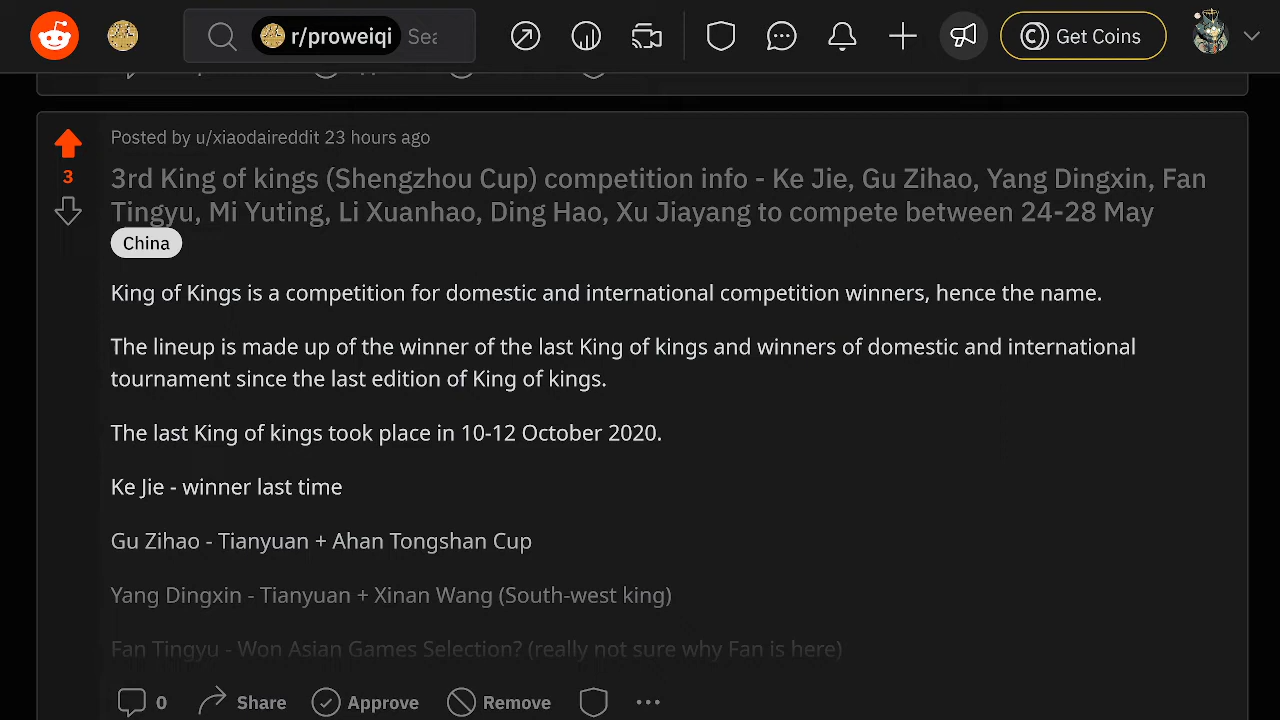 r/proweiqi Sea
Get Coins
Posted by u/xiaodaireddit 23 hours ago
3
3rd King of kings (Shengzhou Cup) competition info - Ke Jie, Gu Zihao, Yang Dingxin, Fan
Tingyu, Mi Yuting, Li Xuanhao, Ding Hao, Xu Jiayang to compete between 24-28 May
China
King of Kings is a competition for domestic and international competition winners, hence the name.
The lineup is made up of the winner of the last King of kings and winners of domestic and international
tournament since the last edition of King of kings.
The last King of kings took place in 10-12 October 2020.
Ke Jie - winner last time
Gu Zihao - Tianyuan + Ahan Tongshan Cup
Yang Dingxin - Tianyuan + Xinan Wang (South-west king)
Fan Tingyu - Won Asian Games Selection? (really not sure why Fan is here)
0 Share Approve Remove